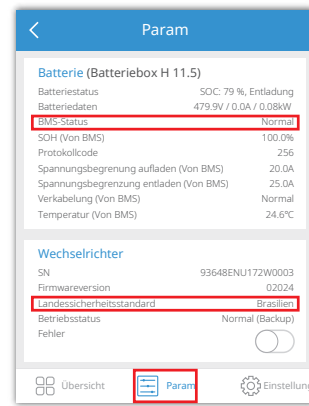 Param
Batterie (Batteriebox H 11.5)
Batteriestatus SOC: 79 %, Entladung
Batteriedaten 479.9V / 0.0A / 0.08kW
BMS-Status Normal
SOH (Von BMS) 100.0%
Protokollcode 256
Spannungsbegrenung aufladen (Von BMS) 20.0A
Spannungsbegrenzung entladen (Von BMS) 25.0A
Verkabelung (Von BMS) Normal
Temperatur (Von BMS) 24.6℃
Wechselrichter
SN 93648ENU172W0003
Firmwareversion 02024
Landessicherheitsstandard Brasilien
Betriebsstatus Normal (Backup)
Fehler
Übersicht Param Einstellung